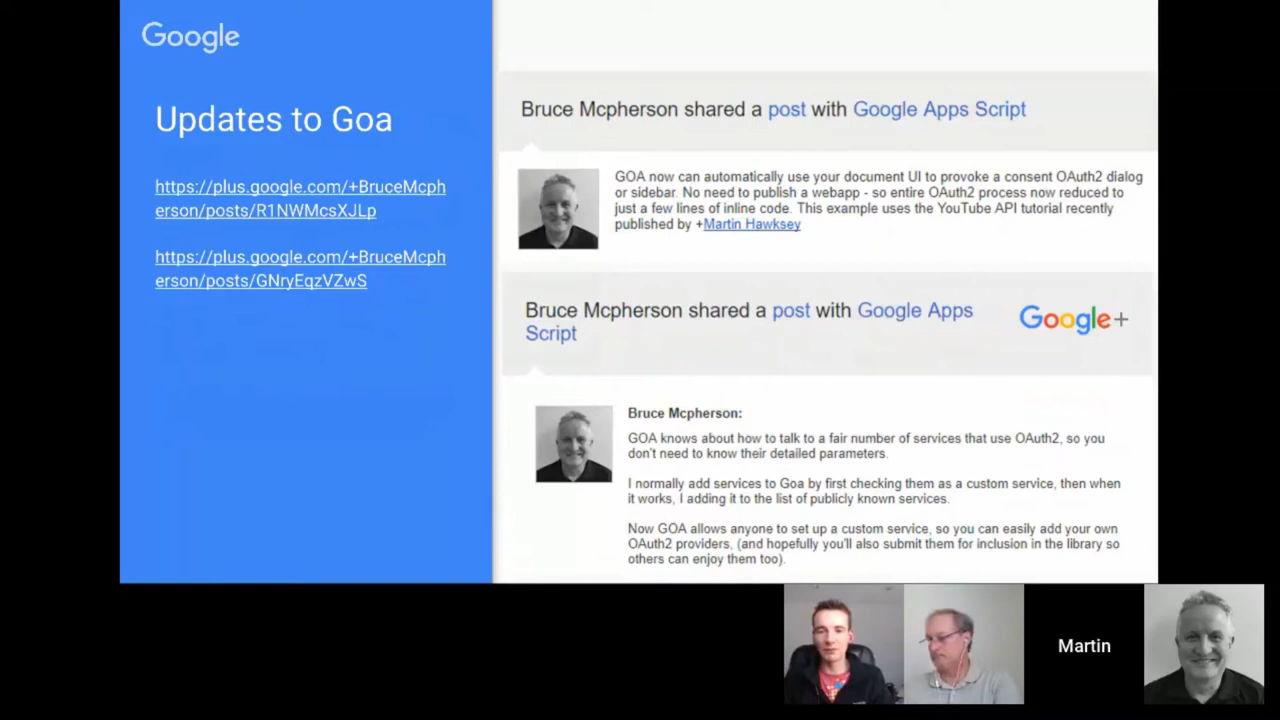 Google
Updates to Goa
https://plus.google.com/+BruceMcph
erson/posts/R1NWMcsXJLp
https://plus.google.com/+BruceMcph
erson/posts/GNryEqzVZwS
Bruce Mcpherson shared a post with Google Apps Script
GOA now can automatically use your document UI to provoke a consent OAuth2 dialog
or sidebar. No need to publish a webapp - so entire OAuth2 process now reduced to
just a few lines of inline code. This example uses the YouTube API tutorial recently
published by +Martin Hawksey
Bruce Mcpherson shared a post with Google Apps
Script
Google+
Bruce Mcpherson:
GOA knows about how to talk to a fair number of services that use OAuth2, so you
don't need to know their detailed parameters.
I normally add services to Goa by first checking them as a custom service, then when
it works, I adding it to the list of publicly known services.
Now GOA allows anyone to set up a custom service, so you can easily add your own
OAuth2 providers, (and hopefully you'll also submit them for inclusion in the library so
others can enjoy them too).
Martin